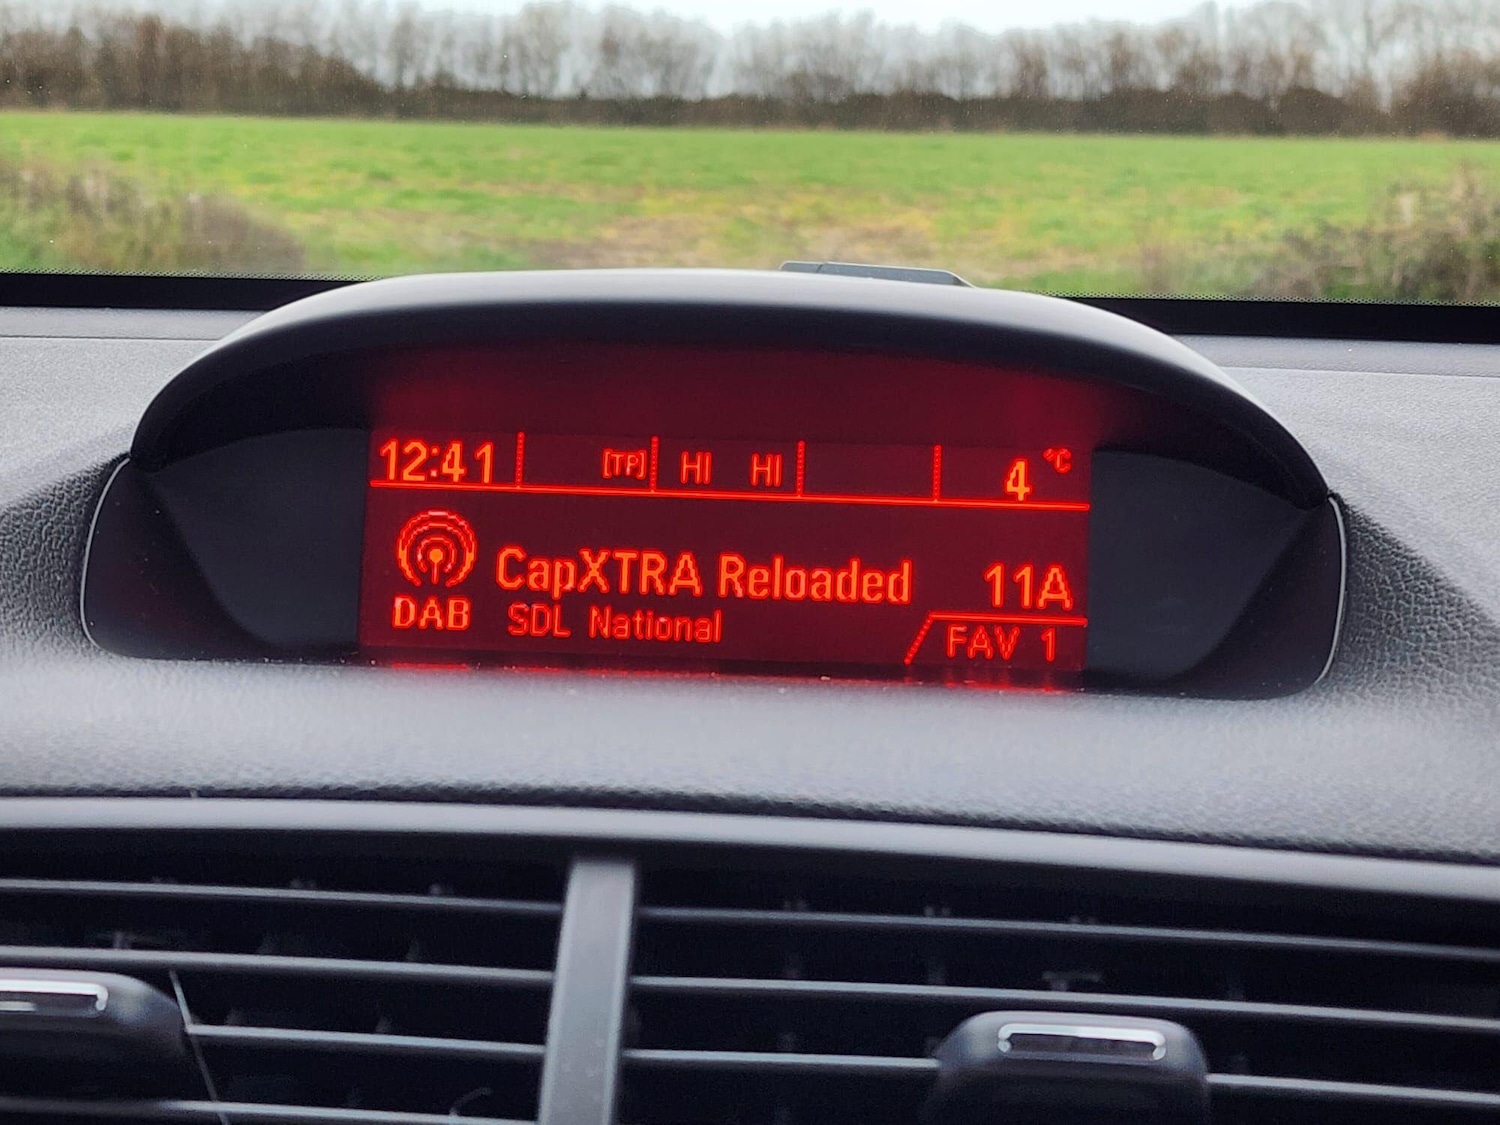 12:41 [TP] HI HI 4 °C
CapXTRA Reloaded 11A
DAB SDL National FAV 1